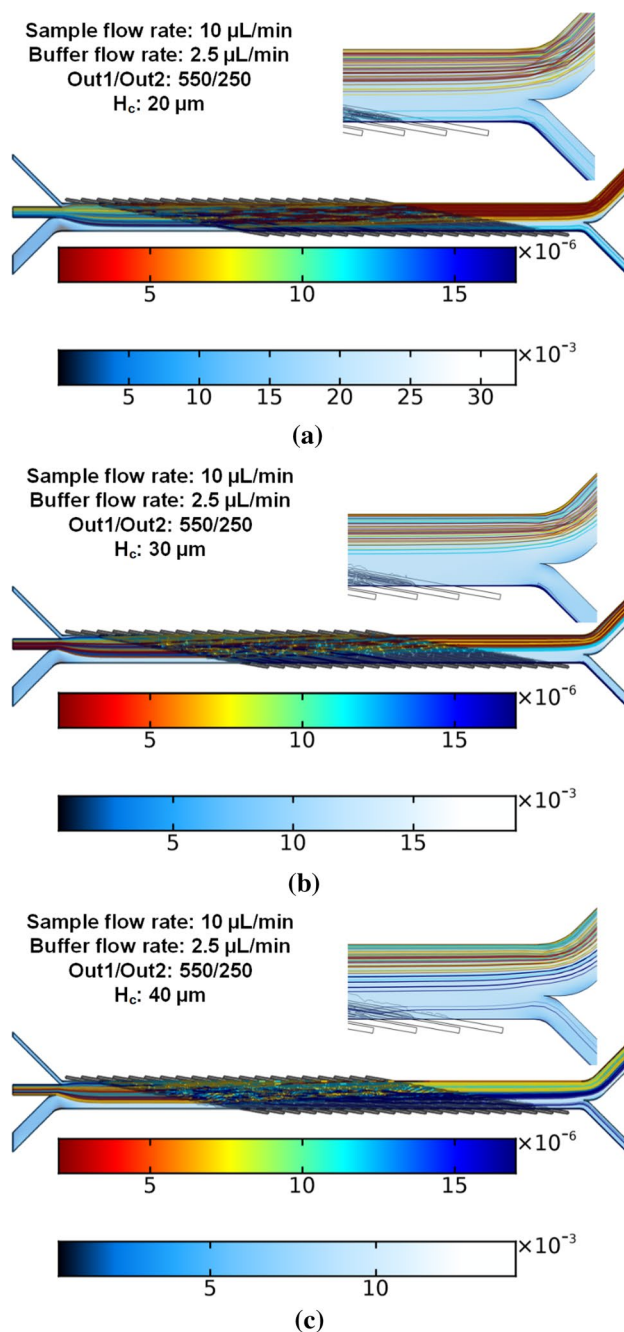 Sample flow rate: 10 µL/min
Buffer flow rate: 2.5 µL/min
Out1/Out2: 550/250
Hc: 20 µm
×10⁻⁶
5 10 15
×10⁻³
5 10 15 20 25 30
(a)
Sample flow rate: 10 µL/min
Buffer flow rate: 2.5 µL/min
Out1/Out2: 550/250
Hc: 30 µm
×10⁻⁶
5 10 15
×10⁻³
5 10 15
(b)
Sample flow rate: 10 µL/min
Buffer flow rate: 2.5 µL/min
Out1/Out2: 550/250
Hc: 40 µm
×10⁻⁶
5 10 15
×10⁻³
5 10
(c)